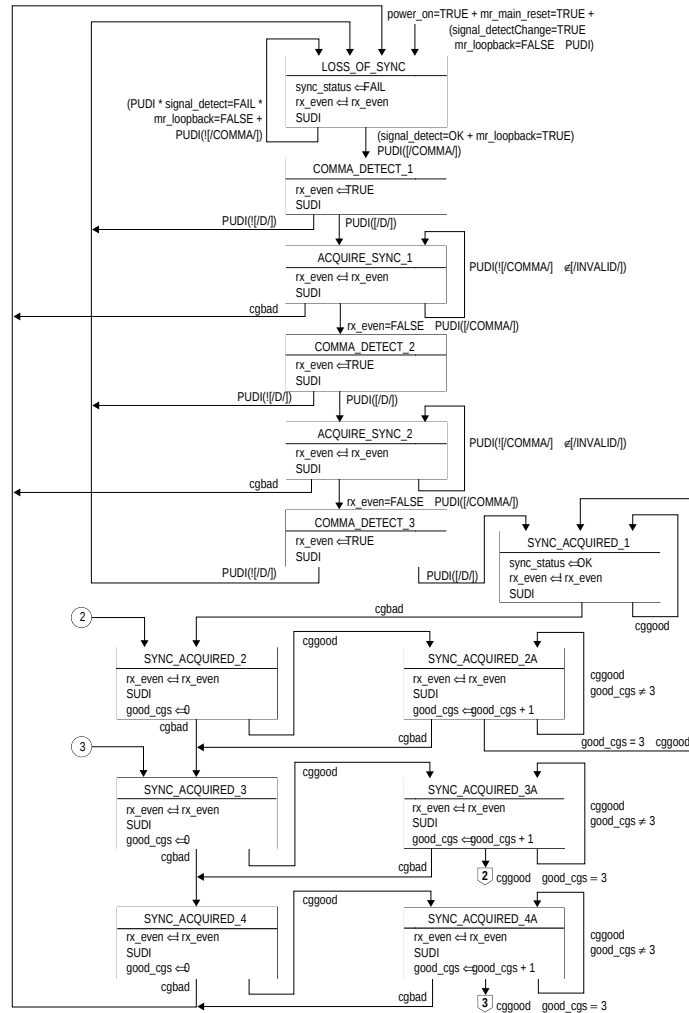 power_on=TRUE + mr_main_reset=TRUE +
(signal_detectChange=TRUE
mr_loopback=FALSE PUDI)
LOSS_OF_SYNC
sync_status ⇐FAIL
rx_even ⇐! rx_even
SUDI
(PUDI * signal_detect=FAIL *
mr_loopback=FALSE +
PUDI(![/COMMA/])
(signal_detect=OK + mr_loopback=TRUE)
PUDI([/COMMA/])
COMMA_DETECT_1
rx_even ⇐TRUE
SUDI
PUDI(![/D/])
PUDI([/D/])
ACQUIRE_SYNC_1
rx_even ⇐! rx_even
SUDI
PUDI(![/COMMA/] ∉[/INVALID/])
cgbad
rx_even=FALSE PUDI([/COMMA/])
COMMA_DETECT_2
rx_even ⇐TRUE
SUDI
PUDI(![/D/])
PUDI([/D/])
ACQUIRE_SYNC_2
rx_even ⇐! rx_even
SUDI
PUDI(![/COMMA/] ∉[/INVALID/])
cgbad
rx_even=FALSE PUDI([/COMMA/])
COMMA_DETECT_3
rx_even ⇐TRUE
SUDI
PUDI(![/D/])
PUDI([/D/])
SYNC_ACQUIRED_1
sync_status ⇐OK
rx_even ⇐! rx_even
SUDI
cgbad
cggood
2
SYNC_ACQUIRED_2
rx_even ⇐! rx_even
SUDI
good_cgs ⇐0
cggood
SYNC_ACQUIRED_2A
rx_even ⇐! rx_even
SUDI
good_cgs ⇐good_cgs + 1
cggood
good_cgs ≠ 3
cgbad
cgbad
good_cgs = 3 cggood
3
SYNC_ACQUIRED_3
rx_even ⇐! rx_even
SUDI
good_cgs ⇐0
cggood
SYNC_ACQUIRED_3A
rx_even ⇐! rx_even
SUDI
good_cgs ⇐good_cgs + 1
cggood
good_cgs ≠ 3
cgbad
cgbad
2 cggood good_cgs = 3
SYNC_ACQUIRED_4
rx_even ⇐! rx_even
SUDI
good_cgs ⇐0
cggood
SYNC_ACQUIRED_4A
rx_even ⇐! rx_even
SUDI
good_cgs ⇐good_cgs + 1
cggood
good_cgs ≠ 3
cgbad
cgbad
3 cggood good_cgs = 3